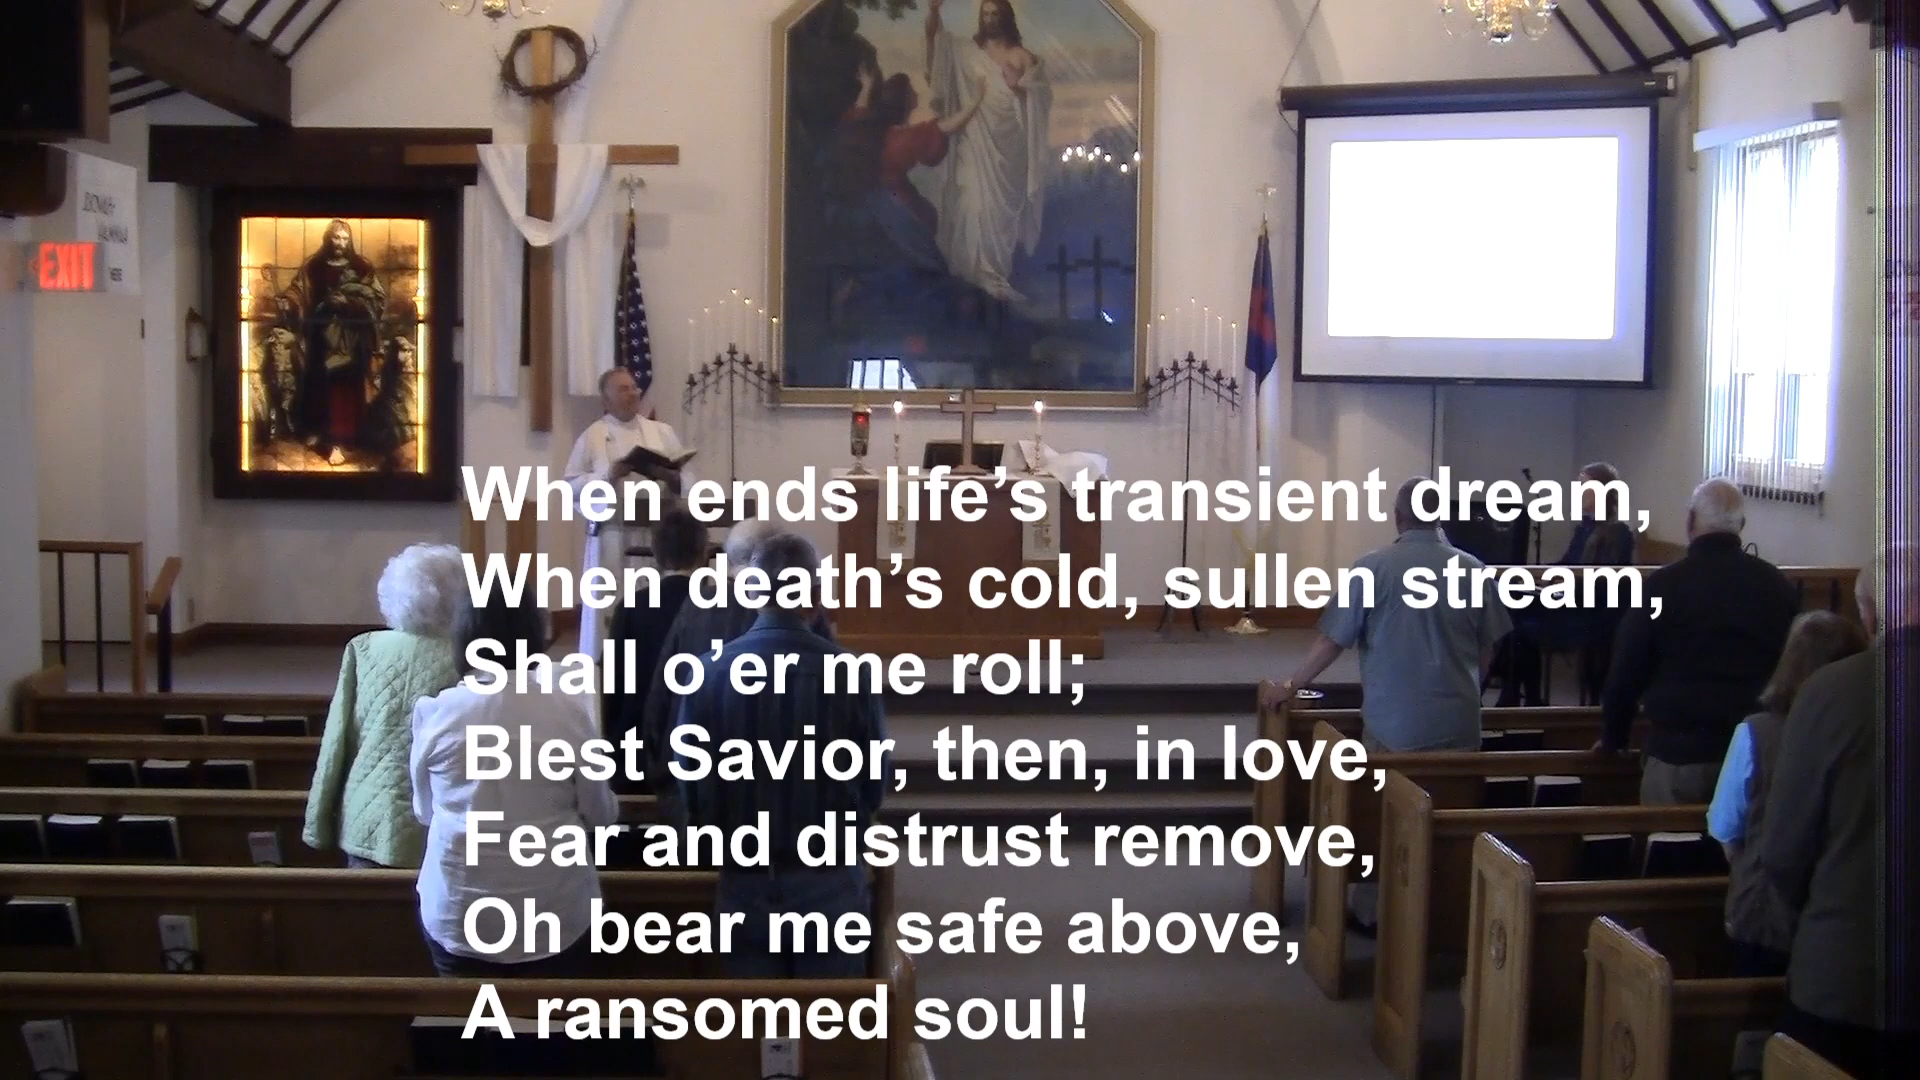 EXIT
HERE
When ends life’s transient dream,
When death’s cold, sullen stream,
Shall o’er me roll;
Blest Savior, then, in love,
Fear and distrust remove,
Oh bear me safe above,
A ransomed soul!